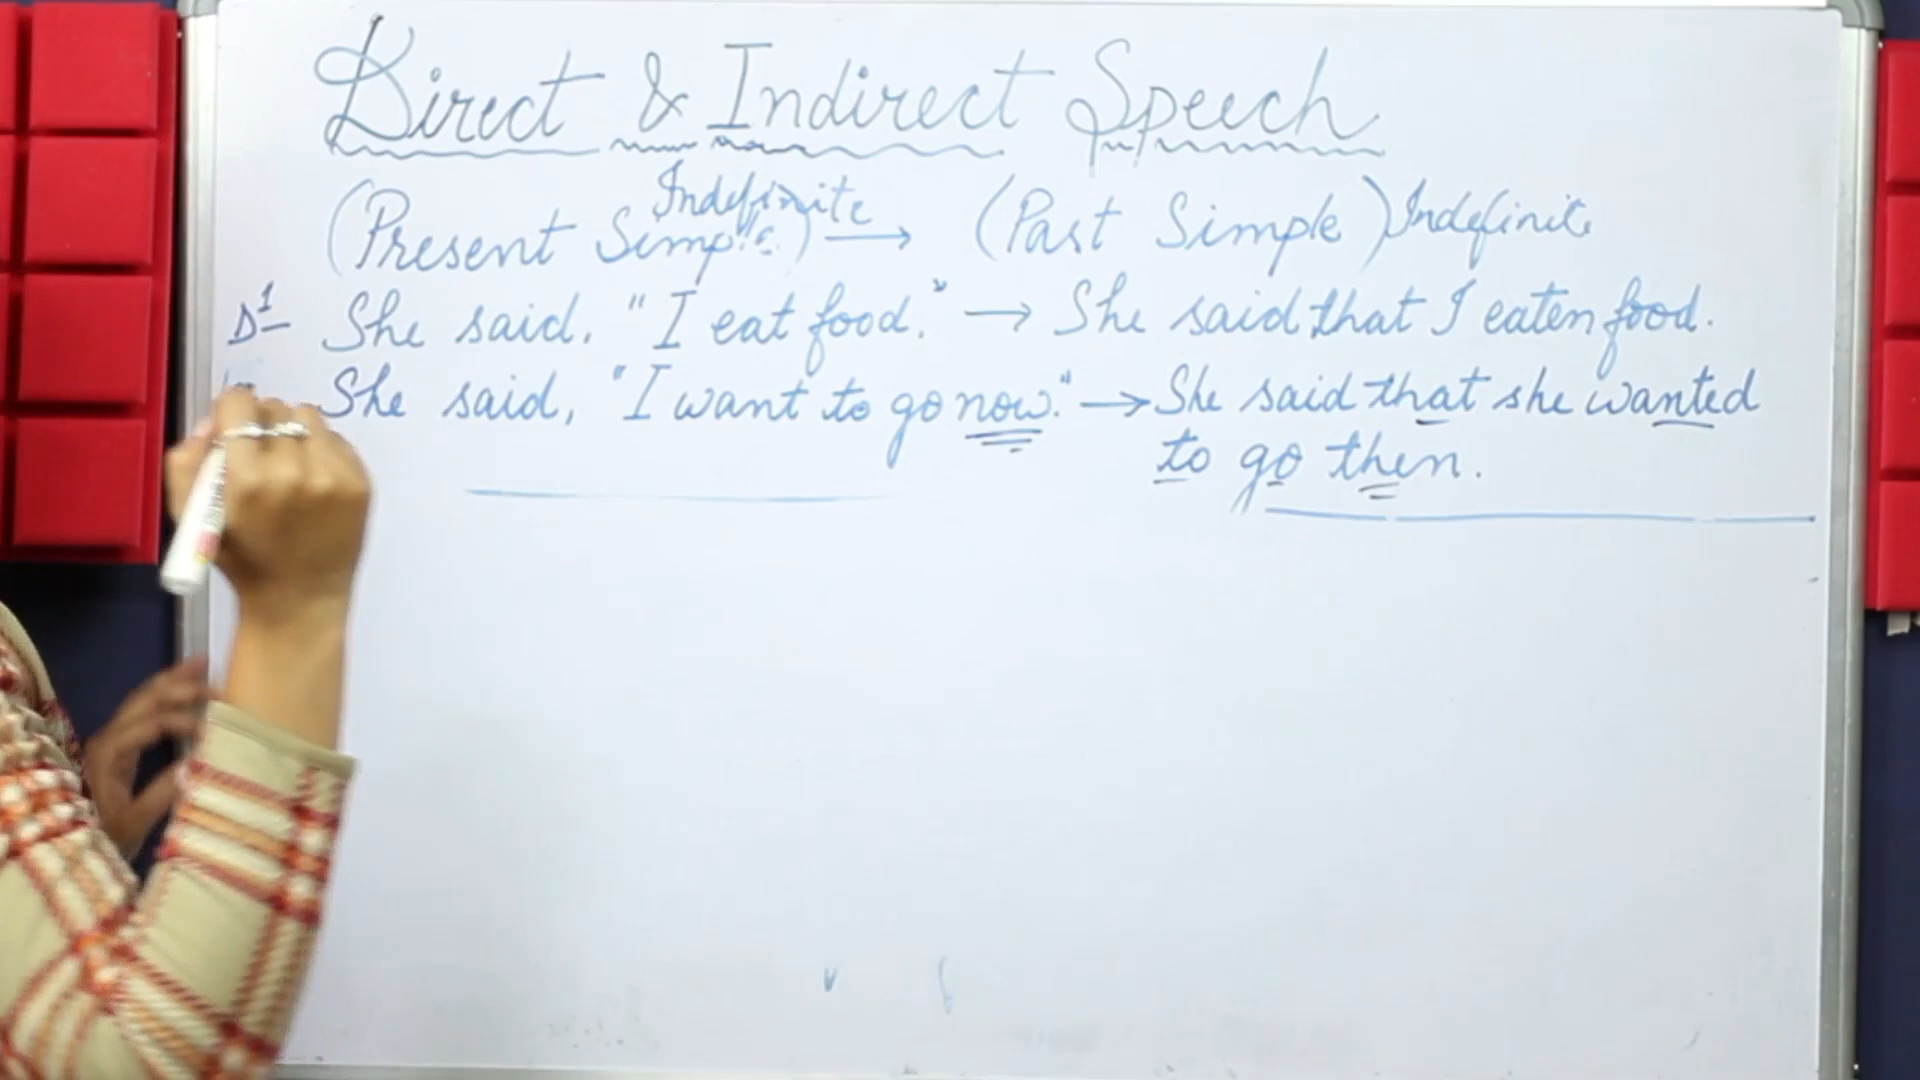 Direct & Indirect Speech
Indefinite
(Present Simple) → (Past Simple) Indefinite
D1- She said, "I eat food." → She said that I eaten food.
She said, "I want to go now." → She said that she wanted
to go then.